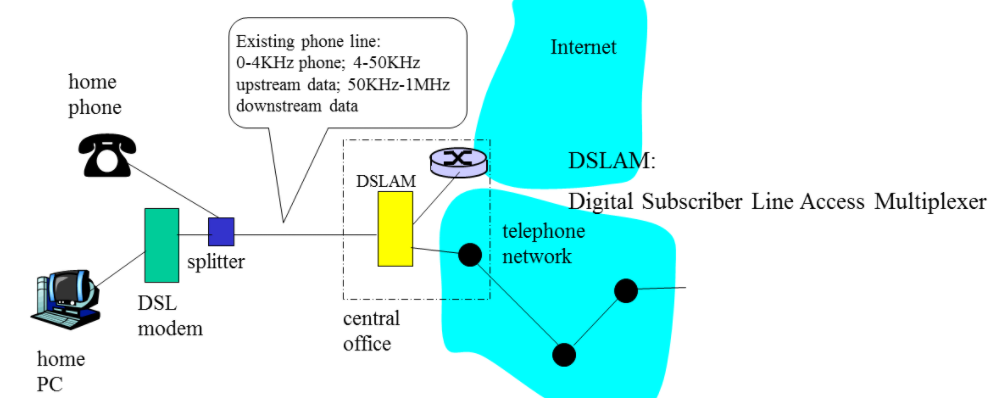 Existing phone line:
0-4KHz phone; 4-50KHz
upstream data; 50KHz-1MHz
downstream data
Internet
home
phone
DSLAM:
Digital Subscriber Line Access Multiplexer
DSLAM
telephone
network
splitter
DSL
modem
central
office
home
PC